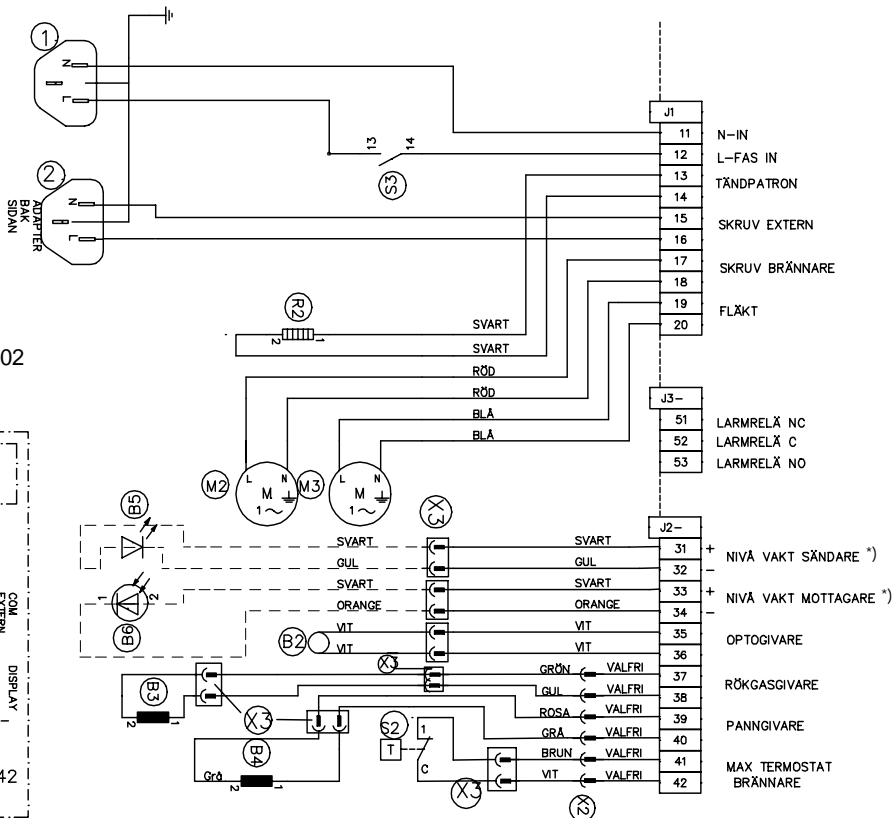 1
N
L
13
14
S3
2
N
L
ADAPTER
BAK
SIDAN
J1
11 N-IN
12 L-FAS IN
13
TÄNDPATRON
14
15
SKRUV EXTERN
16
17
SKRUV BRÄNNARE
18
19
FLÄKT
20
R2
2
1
SVART
SVART
RÖD
RÖD
BLÅ
BLÅ
02
J3-
51 LARMRELÄ NC
52 LARMRELÄ C
53 LARMRELÄ NO
M2
L
N
M
1~
M3
L
N
M
1~
B5
X3
J2-
SVART
SVART
31 +
NIVÅ VAKT SÄNDARE *)
GUL
GUL
32 -
SVART
SVART
33 +
NIVÅ VAKT MOTTAGARE *)
ORANGE
ORANGE
34 -
1
2
B6
B2
VIT
VIT
35
OPTOGIVARE
VIT
VIT
36
X3
GRÖN
VALFRI
37
RÖKGASGIVARE
GUL
VALFRI
38
ROSA
VALFRI
39
PANNGIVARE
GRÅ
VALFRI
40
BRUN
VALFRI
41
MAX TERMOSTAT
BRÄNNARE
VIT
VALFRI
42
B3
2
1
X3
B4
Grå
2
1
S2
1
T
C
X3
X2
COM
EXTERN
DISPLAY
42